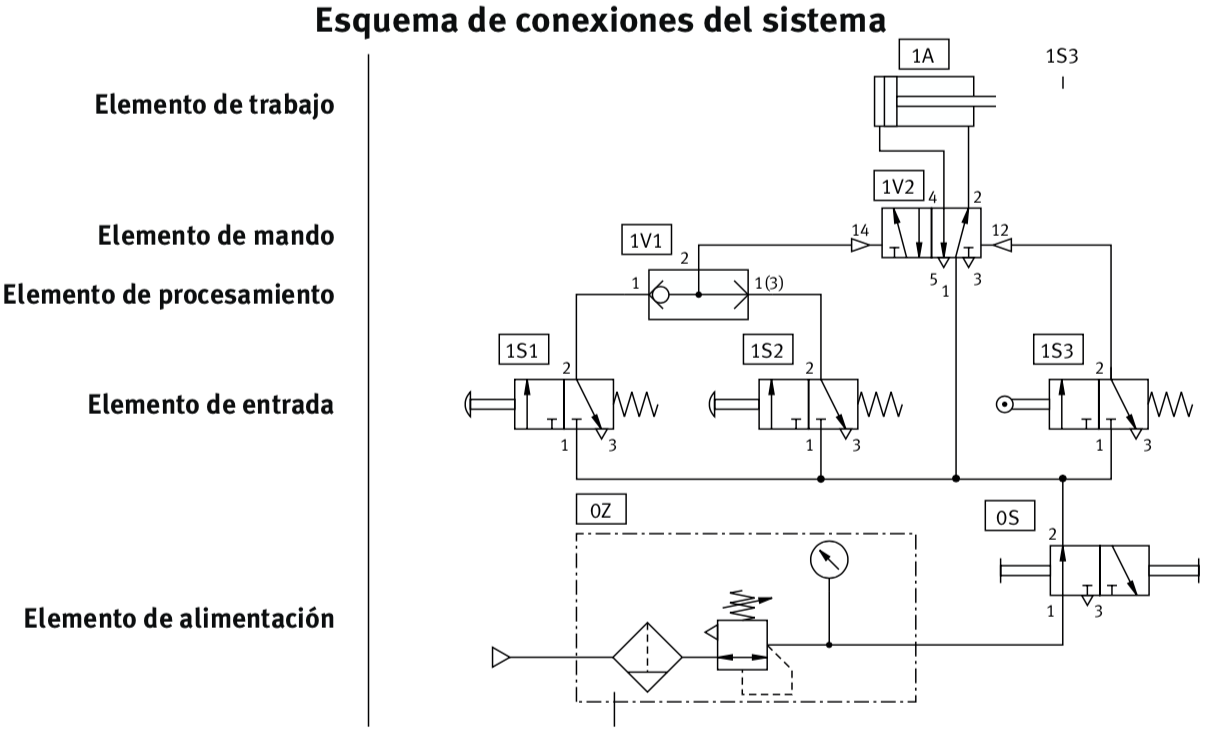 Esquema de conexiones del sistema
1A
1S3
Elemento de trabajo
1V2
4
2
Elemento de mando
1V1
2
14
12
5
1
3
Elemento de procesamiento
1
1(3)
1S1
2
1S2
2
1S3
2
Elemento de entrada
1
3
1
3
1
3
0Z
0S
2
Elemento de alimentación
1
3